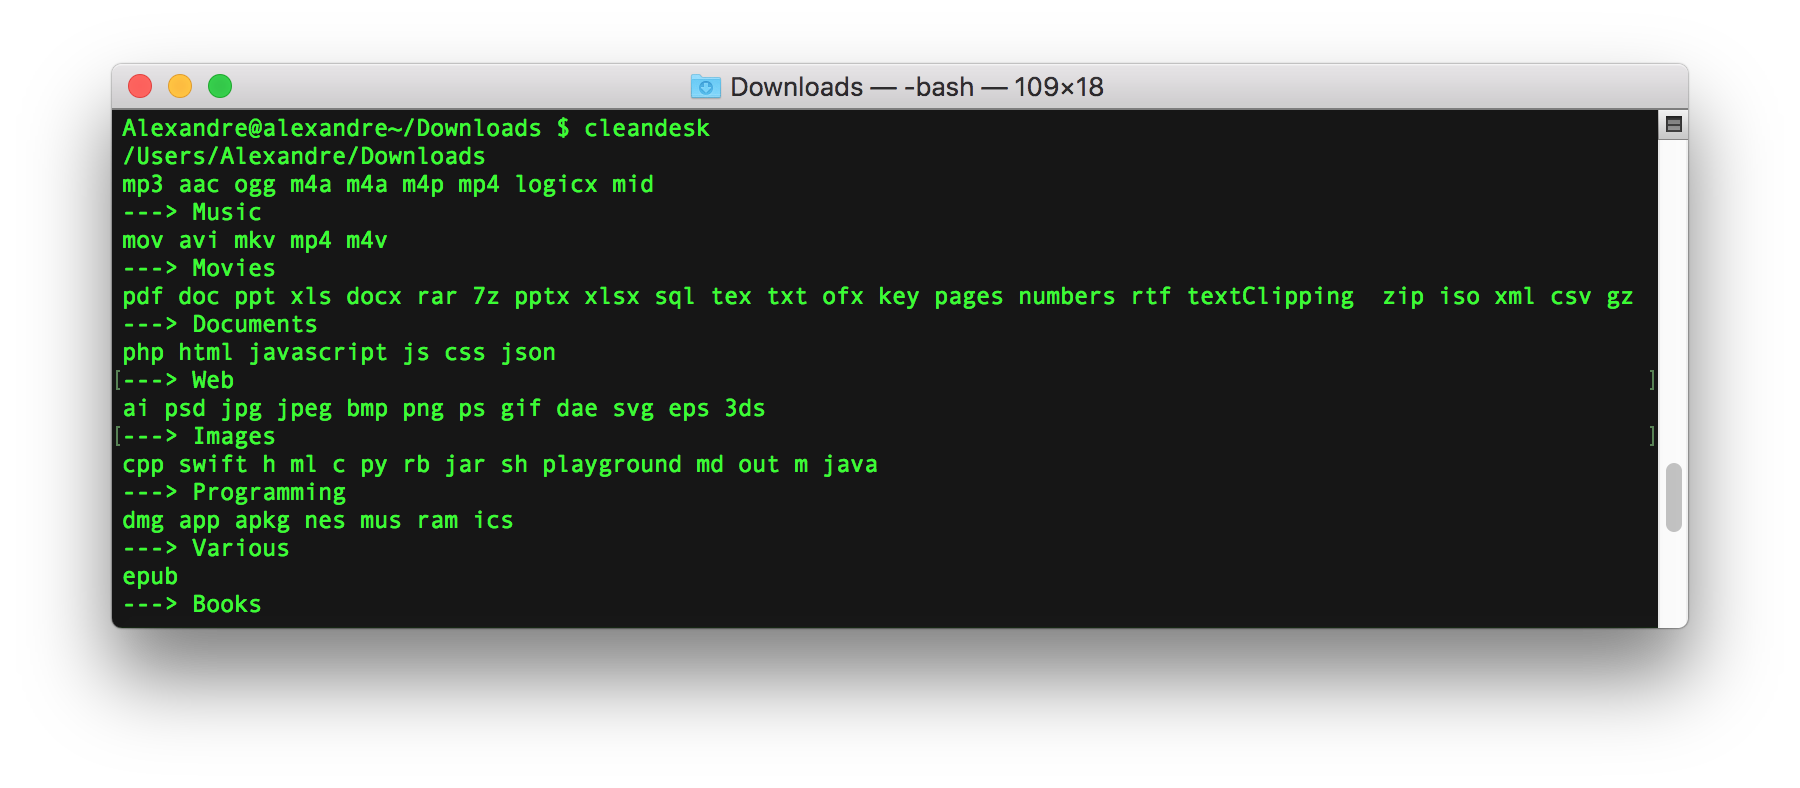 Downloads — -bash — 109×18
Alexandre@alexandre~/Downloads $ cleandesk
/Users/Alexandre/Downloads
mp3 aac ogg m4a m4a m4p mp4 logicx mid
---> Music
mov avi mkv mp4 m4v
---> Movies
pdf doc ppt xls docx rar 7z pptx xlsx sql tex txt ofx key pages numbers rtf textClipping  zip iso xml csv gz
---> Documents
php html javascript js css json
[---> Web ]
ai psd jpg jpeg bmp png ps gif dae svg eps 3ds
[---> Images ]
cpp swift h ml c py rb jar sh playground md out m java
---> Programming
dmg app apkg nes mus ram ics
---> Various
epub
---> Books